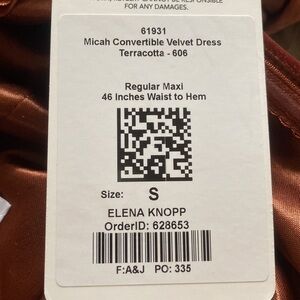 FOR ANY DAMAGES.
61931
Micah Convertible Velvet Dress
Terracotta - 606
Regular Maxi
46 Inches Waist to Hem
Size: S
ELENA KNOPP
OrderID: 628653
F:A&J PO: 335